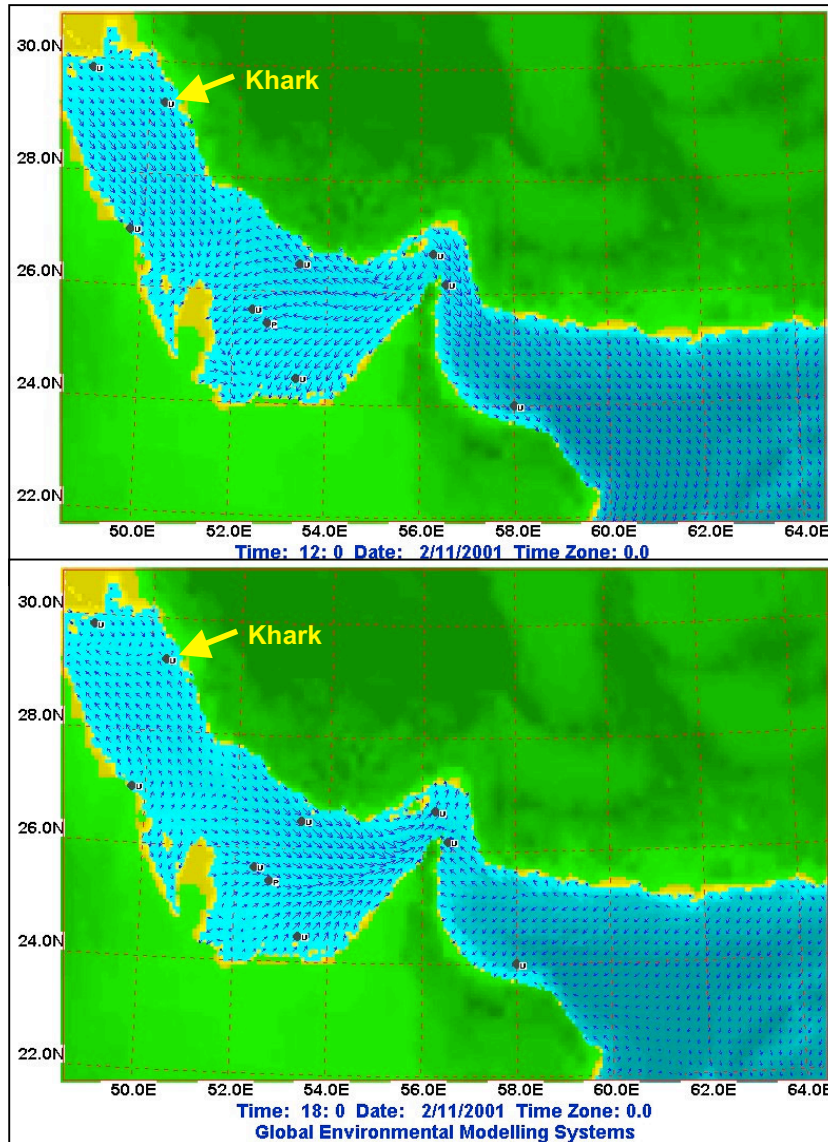 30.0N
Khark
U
U
28.0N
U
U
26.0N
U
U
U
P
24.0N
U
U
22.0N
50.0E 52.0E 54.0E 56.0E 58.0E 60.0E 62.0E 64.0E
Time: 12: 0 Date: 2/11/2001 Time Zone: 0.0
30.0N
Khark
U
U
28.0N
U
U
26.0N
U
U
U
P
24.0N
U
U
22.0N
50.0E 52.0E 54.0E 56.0E 58.0E 60.0E 62.0E 64.0E
Time: 18: 0 Date: 2/11/2001 Time Zone: 0.0
Global Environmental Modelling Systems